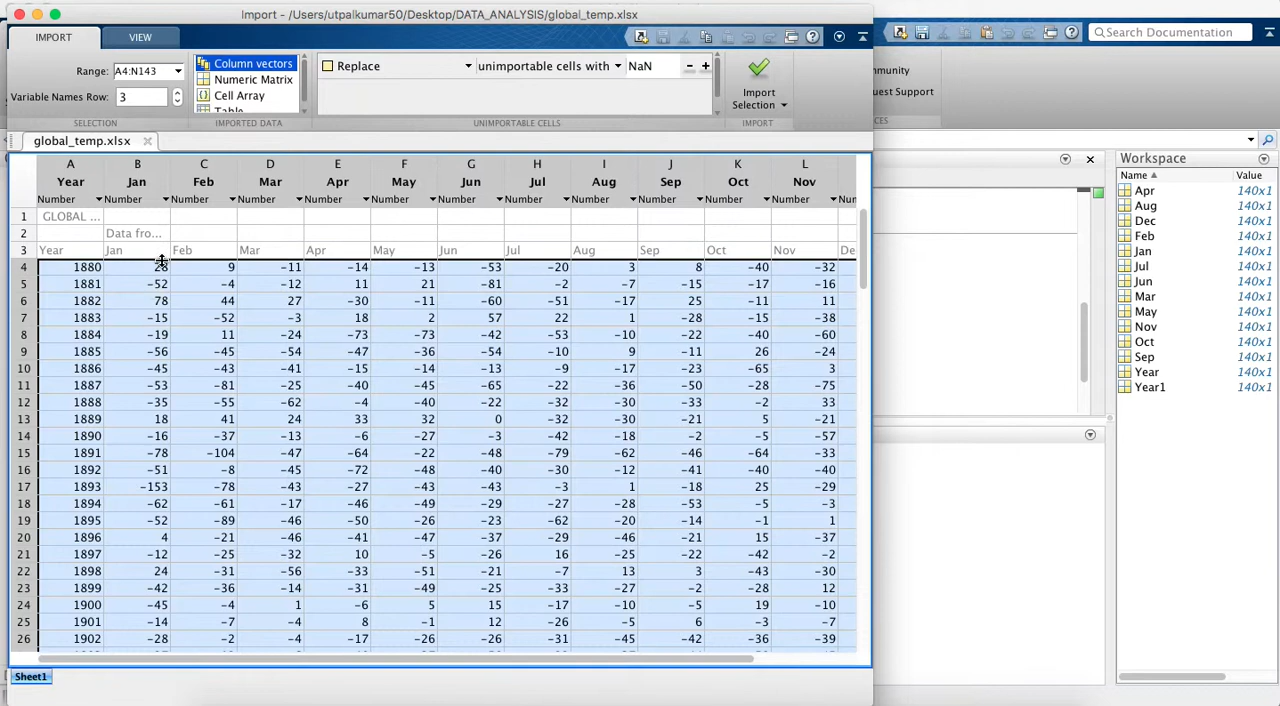 Import - /Users/utpalkumar50/Desktop/DATA_ANALYSIS/global_temp.xlsx
IMPORT VIEW
Search Documentation
Range: A4:N143
Variable Names Row: 3
SELECTION
Column vectors
Numeric Matrix
Cell Array
IMPORTED DATA
Replace unimportable cells with NaN
UNIMPORTABLE CELLS
Import
Selection
IMPORT
munity
uest Support
CES
global_temp.xlsx
A B C D E F G H I J K L
Year Jan Feb Mar Apr May Jun Jul Aug Sep Oct Nov
Number Number Number Number Number Number Number Number Number Number Number Number Num
1 GLOBAL ...
2 Data fro...
3 Year Jan Feb Mar Apr May Jun Jul Aug Sep Oct Nov De
4 1880 28 9 -11 -14 -13 -53 -20 3 8 -40 -32
5 1881 -52 -4 -12 11 21 -81 -2 -7 -15 -17 -16
6 1882 78 44 27 -30 -11 -60 -51 -17 25 -11 11
7 1883 -15 -52 -3 18 2 57 22 1 -28 -15 -38
8 1884 -19 11 -24 -73 -73 -42 -53 -10 -22 -40 -60
9 1885 -56 -45 -54 -47 -36 -54 -10 9 -11 26 -24
10 1886 -45 -43 -41 -15 -14 -13 -9 -17 -23 -65 3
11 1887 -53 -81 -25 -40 -45 -65 -22 -36 -50 -28 -75
12 1888 -35 -55 -62 -4 -40 -22 -32 -30 -33 -2 33
13 1889 18 41 24 33 32 0 -32 -30 -21 5 -21
14 1890 -16 -37 -13 -6 -27 -3 -42 -18 -2 -5 -57
15 1891 -78 -104 -47 -64 -22 -48 -79 -62 -46 -64 -33
16 1892 -51 -8 -45 -72 -48 -40 -30 -12 -41 -40 -40
17 1893 -153 -78 -43 -27 -43 -43 -3 1 -18 25 -29
18 1894 -62 -61 -17 -46 -49 -29 -27 -28 -53 -5 -3
19 1895 -52 -89 -46 -50 -26 -23 -62 -20 -14 -1 1
20 1896 4 -21 -46 -41 -47 -37 -29 -46 -21 15 -37
21 1897 -12 -25 -32 10 -5 -26 16 -25 -22 -42 -2
22 1898 24 -31 -56 -33 -51 -21 -7 13 3 -43 -30
23 1899 -42 -36 -14 -31 -49 -25 -33 -27 -2 -28 12
24 1900 -45 -4 1 -6 5 15 -17 -10 -5 19 -10
25 1901 -14 -7 -4 8 -1 12 -26 -5 6 -3 -7
26 1902 -28 -2 -4 -17 -26 -26 -31 -45 -42 -36 -39
Sheet1
Workspace
Name Value
Apr 140x1
Aug 140x1
Dec 140x1
Feb 140x1
Jan 140x1
Jul 140x1
Jun 140x1
Mar 140x1
May 140x1
Nov 140x1
Oct 140x1
Sep 140x1
Year 140x1
Year1 140x1